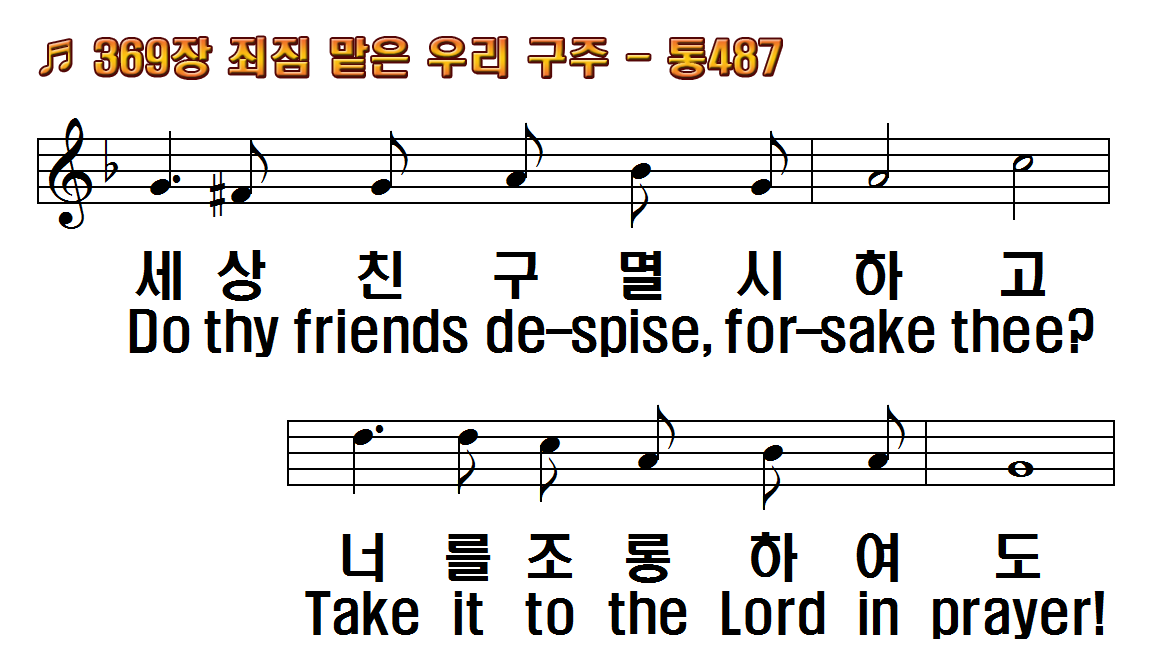 ♬ 369장 죄짐 맡은 우리 구주 - 통487
세 상 친 구 멸 시 하 고
Do thy friends de-spise, for-sake thee?
너 를 조 롱 하 여 도
Take it to the Lord in prayer!